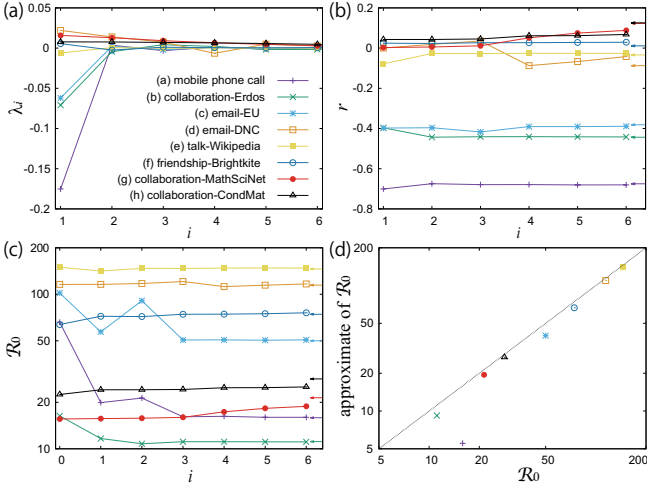 (a)
0.05
0
-0.05
-0.1
-0.15
-0.2
λi
1 2 3 4 5 6
i
(a) mobile phone call
(b) collaboration-Erdos
(c) email-EU
(d) email-DNC
(e) talk-Wikipedia
(f) friendship-Brightkite
(g) collaboration-MathSciNet
(h) collaboration-CondMat
(b)
0.2
0
-0.2
-0.4
-0.6
-0.8
r
1 2 3 4 5 6
i
(c)
200
100
50
20
10
R0
0 1 2 3 4 5 6
i
(d)
200
50
20
10
5
approximate of R0
5 10 20 50 200
R0